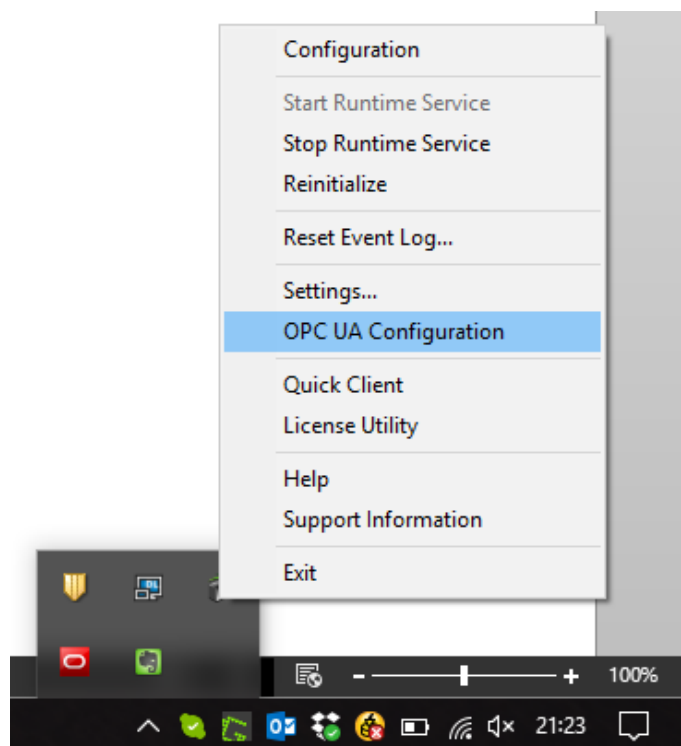 Configuration
Start Runtime Service
Stop Runtime Service
Reinitialize
Reset Event Log...
Settings...
OPC UA Configuration
Quick Client
License Utility
Help
Support Information
Exit
100%
21:23